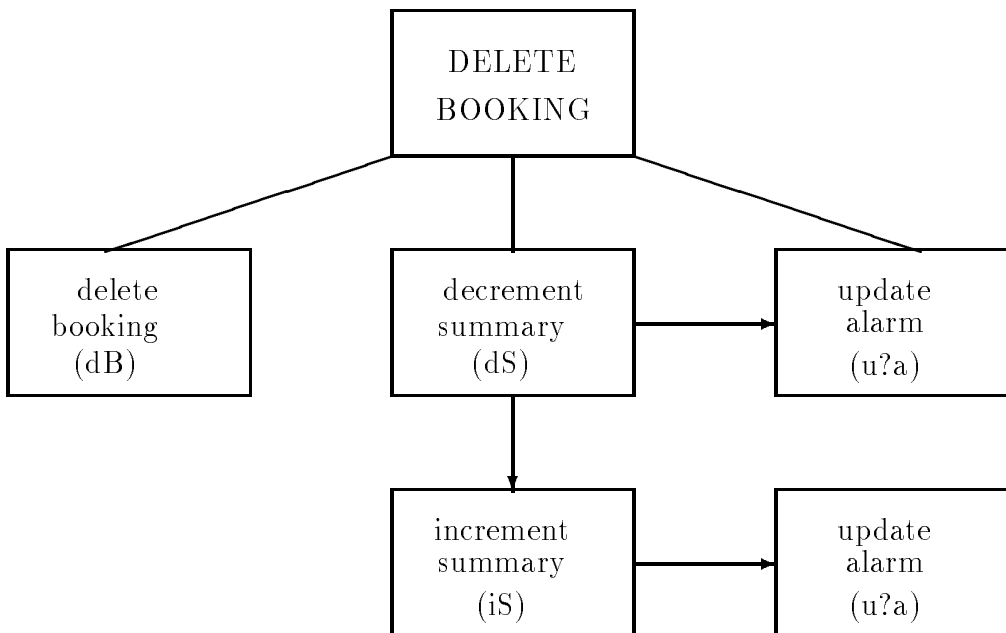 DELETE
BOOKING
delete
booking
(dB)
decrement
summary
(dS)
update
alarm
(u?a)
increment
summary
(iS)
update
alarm
(u?a)